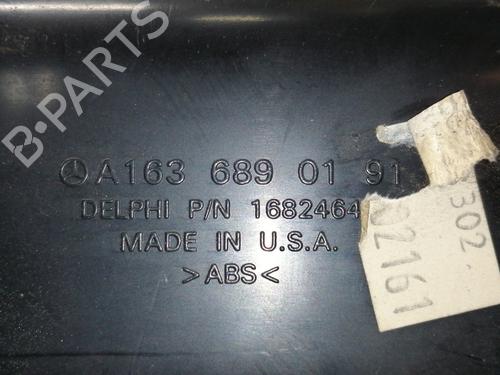 B-PARTS
A163 689 01 91
DELPHI P/N 1682464
MADE IN U.S.A.
>ABS<
302
02161